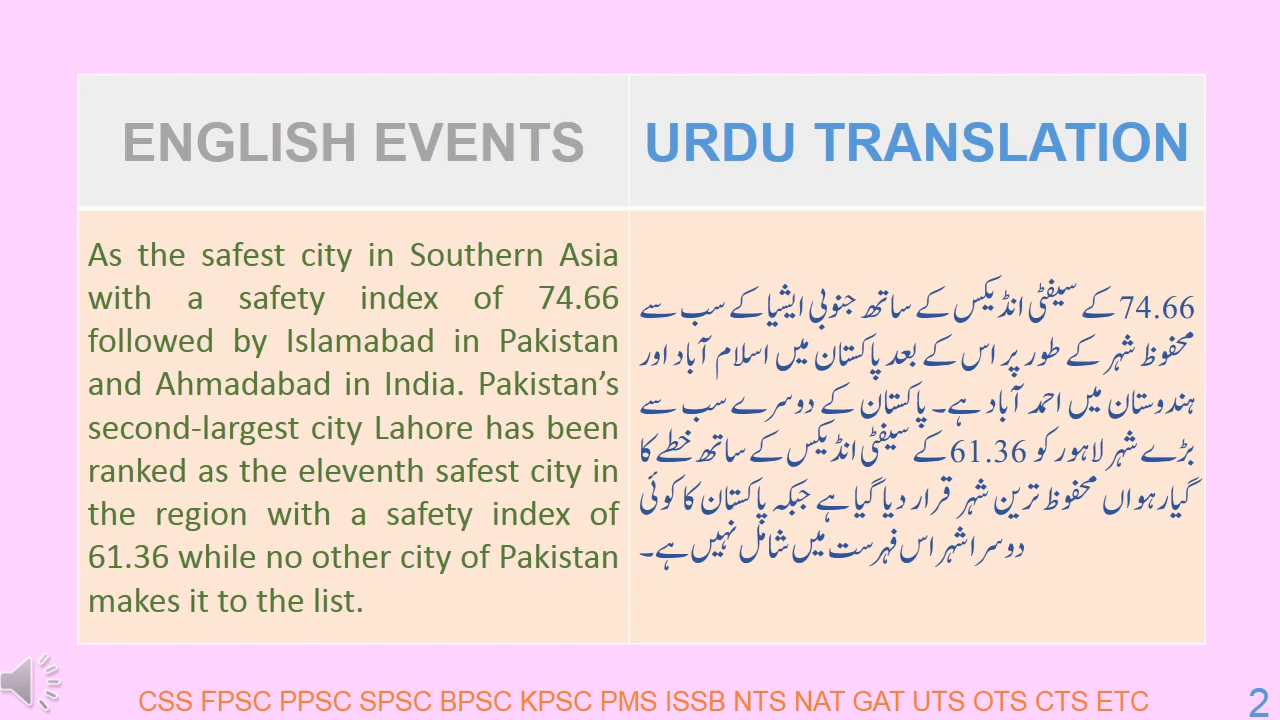 ENGLISH EVENTS
URDU TRANSLATION
As the safest city in Southern Asia
with a safety index of 74.66
followed by Islamabad in Pakistan
and Ahmadabad in India. Pakistan’s
second-largest city Lahore has been
ranked as the eleventh safest city in
the region with a safety index of
61.36 while no other city of Pakistan
makes it to the list.
74.66 کے سیفٹی انڈیکس کے ساتھ جنوبی ایشیا کے سب سے
محفوظ شہر کے طور پر اس کے بعد پاکستان میں اسلام آباد اور
ہندوستان میں احمد آباد ہے۔ پاکستان کے دوسرے سب سے
بڑے شہر لاہور کو 61.36 کے سیفٹی انڈیکس کے ساتھ خطے کا
گیارہواں محفوظ ترین شہر قرار دیا گیا ہے جبکہ پاکستان کا کوئی
دوسرا شہر اس فہرست میں شامل نہیں ہے۔
CSS FPSC PPSC SPSC BPSC KPSC PMS ISSB NTS NAT GAT UTS OTS CTS ETC
2